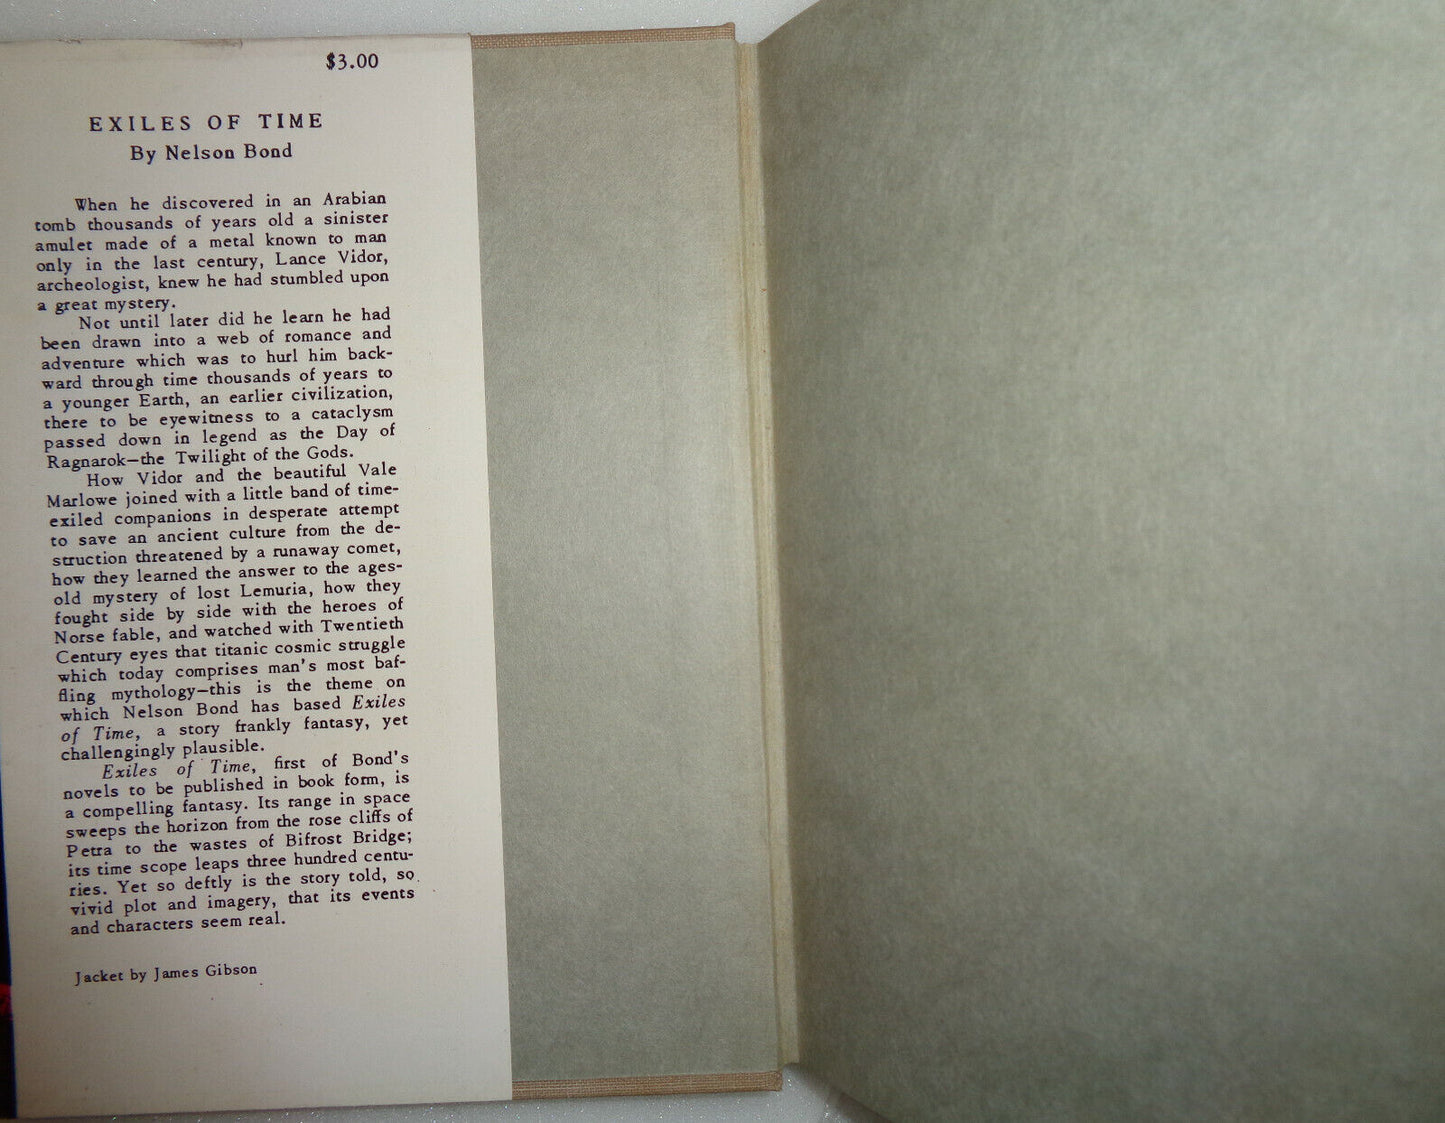 $3.00
EXILES OF TIME
By Nelson Bond
When he discovered in an Arabian
tomb thousands of years old a sinister
amulet made of a metal known to man
only in the last century, Lance Vidor,
archeologist, knew he had stumbled upon
a great mystery.
Not until later did he learn he had
been drawn into a web of romance and
adventure which was to hurl him back-
ward through time thousands of years to
a younger Earth, an earlier civilization,
there to be eyewitness to a cataclysm
passed down in legend as the Day of
Ragnarok—the Twilight of the Gods.
How Vidor and the beautiful Vale
Marlowe joined with a little band of time-
exiled companions in desperate attempt
to save an ancient culture from the de-
struction threatened by a runaway comet,
how they learned the answer to the ages-
old mystery of lost Lemuria, how they
fought side by side with the heroes of
Norse fable, and watched with Twentieth
Century eyes that titanic cosmic struggle
which today comprises man's most baf-
fling mythology—this is the theme on
which Nelson Bond has based Exiles
of Time, a story frankly fantasy, yet
challengingly plausible.
Exiles of Time, first of Bond's
novels to be published in book form, is
a compelling fantasy. Its range in space
sweeps the horizon from the rose cliffs of
Petra to the wastes of Bifrost Bridge;
its time scope leaps three hundred centu-
ries. Yet so deftly is the story told, so
vivid plot and imagery, that its events
and characters seem real.
Jacket by James Gibson